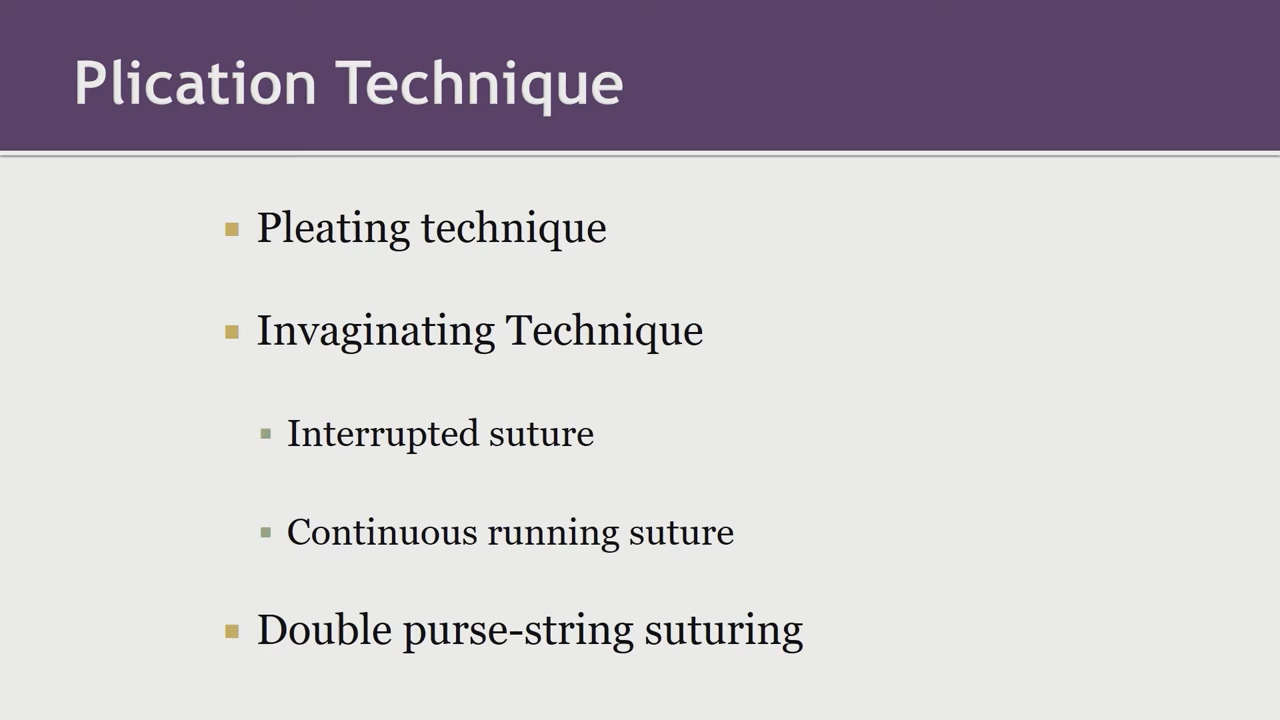 Plication Technique
Pleating technique
Invaginating Technique
Interrupted suture
Continuous running suture
Double purse-string suturing